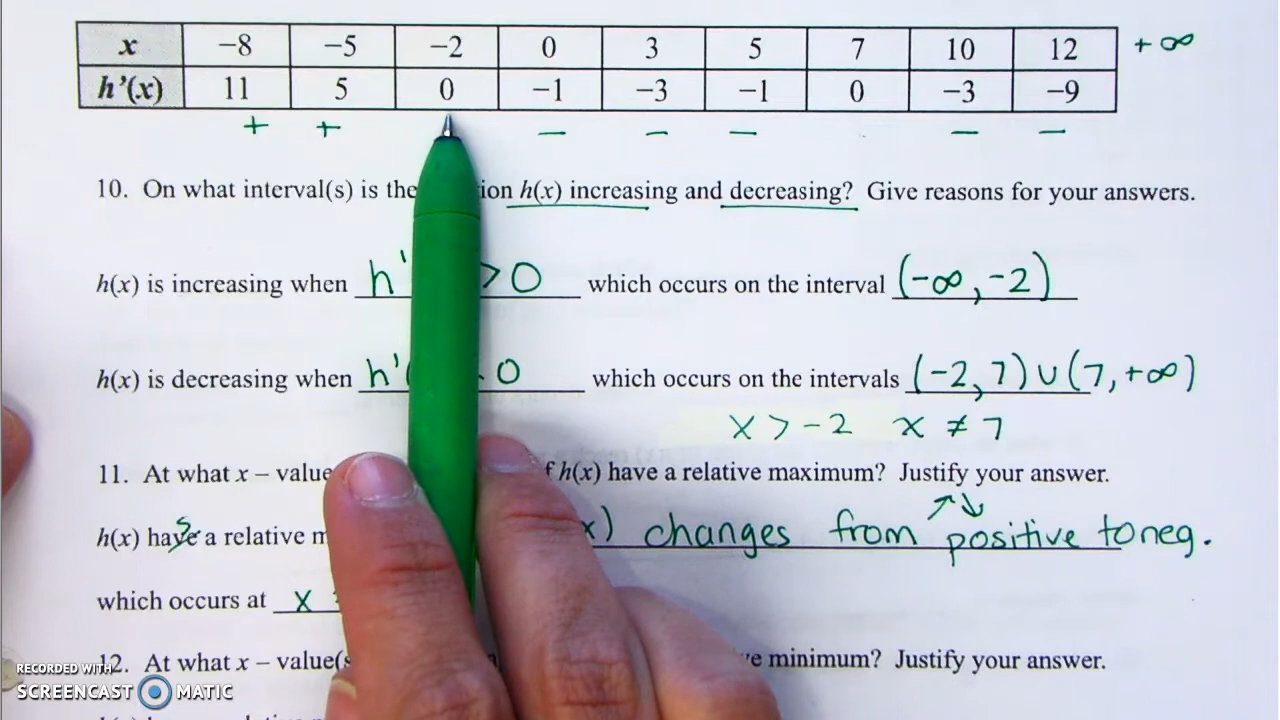 x −8 −5 −2 0 3 5 7 10 12 + ∞
h'(x) 11 5 0 −1 −3 −1 0 −3 −9
+ + − − − − −
10. On what interval(s) is the h(x) increasing and decreasing? Give reasons for your answers.
h(x) is increasing when h' >0 which occurs on the interval (-∞, -2)
h(x) is decreasing when h'( 0 which occurs on the intervals (-2, 7) ∪ (7, +∞)
x > -2 x ≠ 7
11. At what x – h(x) have a relative maximum? Justify your answer.
↗ ↘
h(x) has a relative x) changes from positive to neg.
which occurs at x
12. At what x – minimum? Justify your answer.
RECORDED WITH
SCREENCAST MATIC